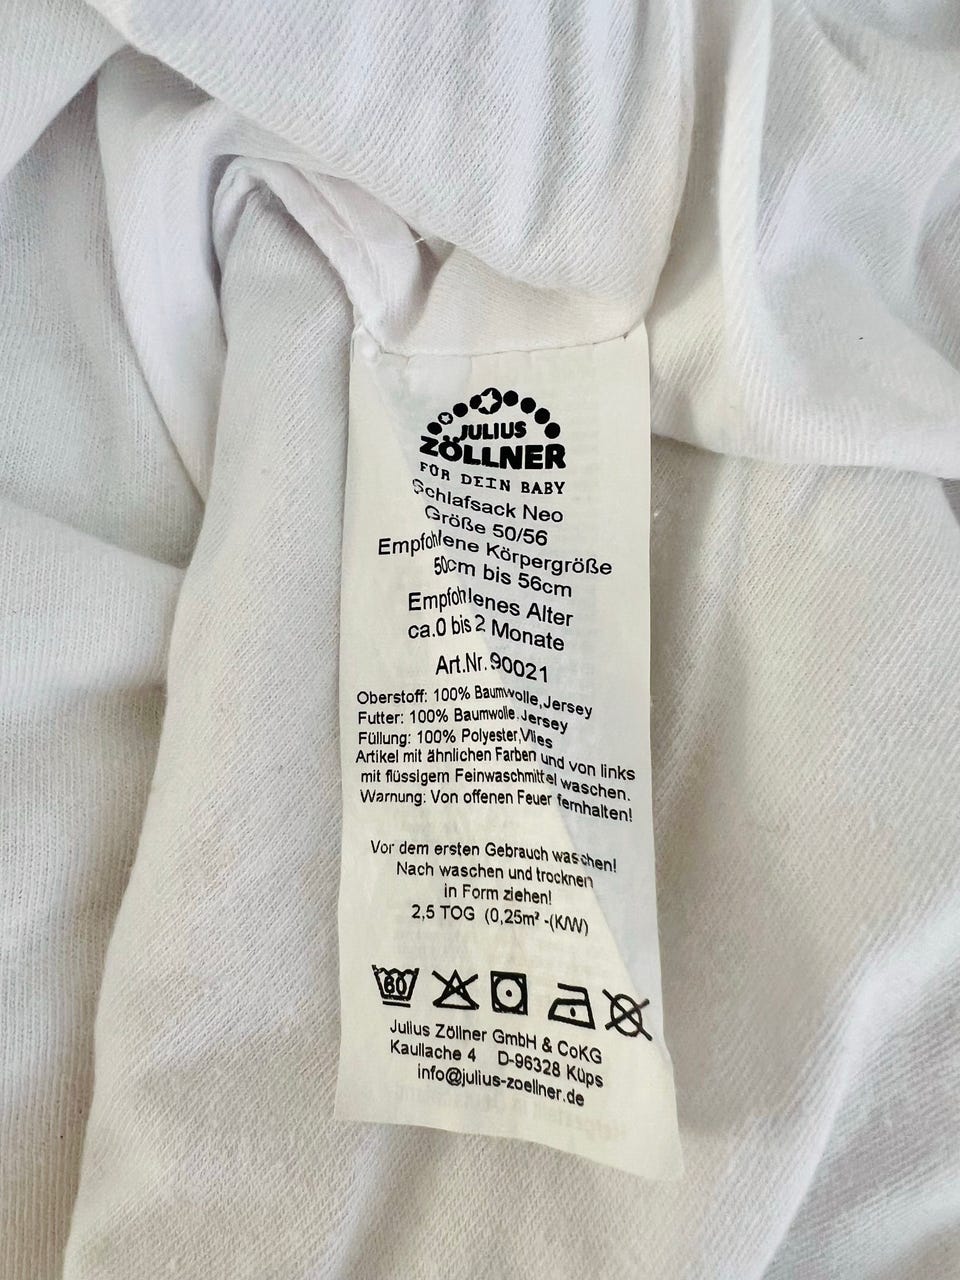 JULIUS
ZÖLLNER
FÜR DEIN BABY
Schlafsack Neo
Größe 50/56
Empfohlene Körpergröße
50cm bis 56cm
Empfohlenes Alter
ca.0 bis 2 Monate
Art.Nr. 90021
Oberstoff: 100% Baumwolle,Jersey
Futter: 100% Baumwolle.Jersey
Füllung: 100% Polyester,Vlies
Artikel mit ähnlichen Farben und von links
mit flüssigem Feinwaschmittel waschen.
Warnung: Von offenen Feuer fernhalten!
Vor dem ersten Gebrauch waschen!
Nach waschen und trocknen
in Form ziehen!
2,5 TOG (0,25m² -(K/W)
60
Julius Zöllner GmbH & CoKG
Kaullache 4 D-96328 Küps
info@julius-zoellner.de